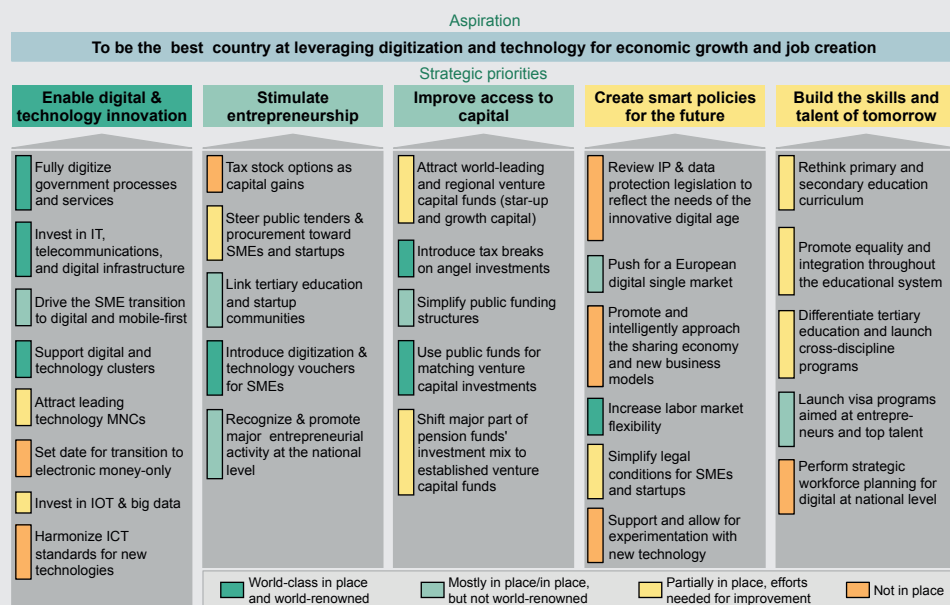 Aspiration
To be the best country at leveraging digitization and technology for economic growth and job creation
Strategic priorities
Enable digital &
technology innovation
Fully digitize
government processes
and services
Invest in IT,
telecommunications,
and digital infrastructure
Drive the SME transition
to digital and mobile-first
Support digital and
technology clusters
Attract leading
technology MNCs
Set date for transition to
electronic money-only
Invest in IOT & big data
Harmonize ICT
standards for new
technologies
Stimulate
entrepreneurship
Tax stock options as
capital gains
Steer public tenders &
procurement toward
SMEs and startups
Link tertiary education
and startup
communities
Introduce digitization &
technology vouchers
for SMEs
Recognize & promote
major entrepreneurial
activity at the national
level
Improve access to
capital
Attract world-leading
and regional venture
capital funds (start-up
and growth capital)
Introduce tax breaks
on angel investments
Simplify public funding
structures
Use public funds for
matching venture
capital investments
Shift major part of
pension funds'
investment mix to
established venture
capital funds
Create smart policies
for the future
Review IP & data
protection legislation to
reflect the needs of the
innovative digital age
Push for a European
digital single market
Promote and
intelligently approach
the sharing economy
and new business
models
Increase labor market
flexibility
Simplify legal
conditions for SMEs
and startups
Support and allow for
experimentation with
new technology
Build the skills and
talent of tomorrow
Rethink primary and
secondary education
curriculum
Promote equality and
integration throughout
the educational system
Differentiate tertiary
education and launch
cross-discipline
programs
Launch visa programs
aimed at entrepre-
neurs and top talent
Perform strategic
workforce planning for
digital at national level
World-class in place
and world-renowned
Mostly in place/in place,
but not world-renowned
Partially in place, efforts
needed for improvement
Not in place